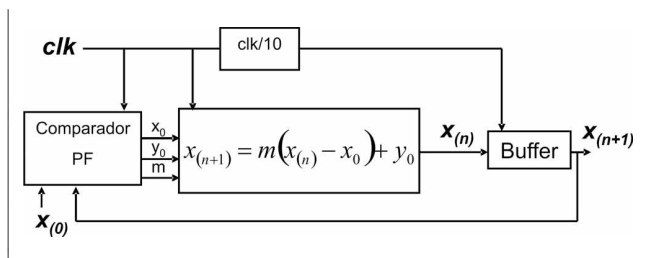 clk
clk/10
Comparador
PF
x₀
y₀
m
x₍ₙ₊₁₎ = m(x₍ₙ₎ − x₀) + y₀
x(n)
Buffer
x(n+1)
x(0)